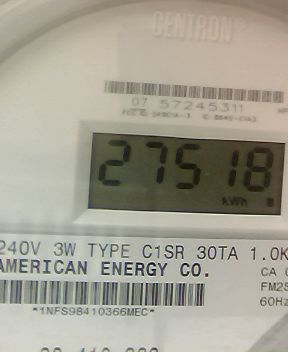 CENTRON
07 57245311
27518
kWh
240V 3W TYPE C1SR 30TA 1.0K
AMERICAN ENERGY CO.
CA
FM2S
60Hz
*1NFS98410366MEC*